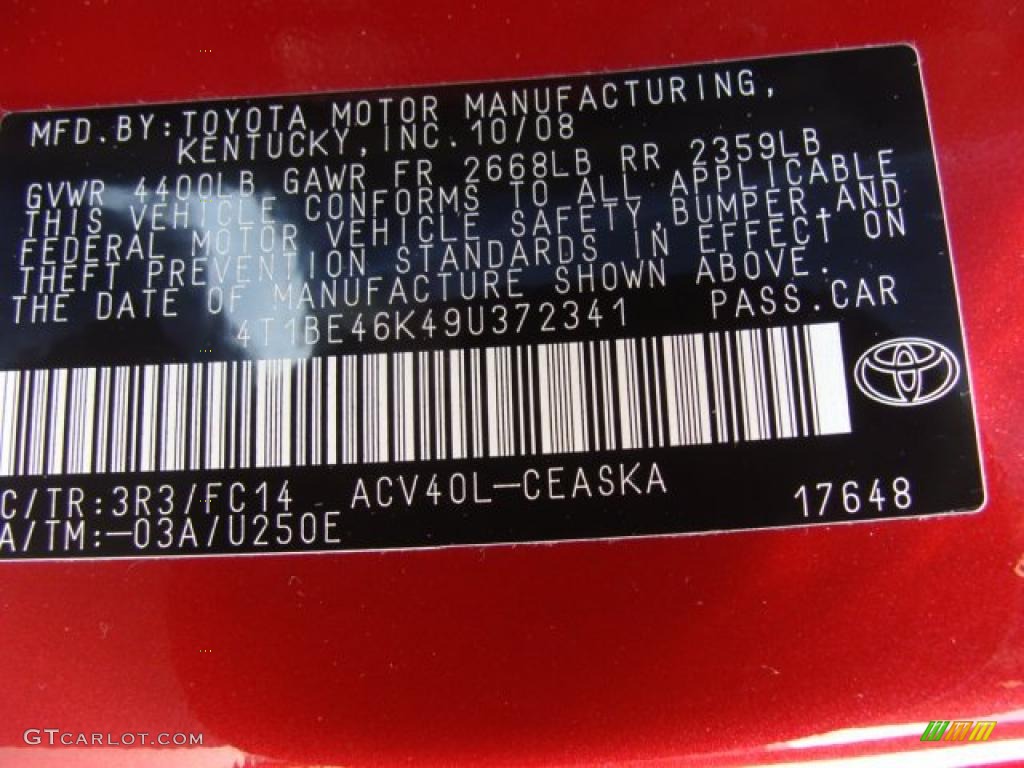 MFD.BY:TOYOTA MOTOR MANUFACTURING,
KENTUCKY,INC.10/08
GVWR 4400LB GAWR FR 2668LB RR 2359LB
THIS VEHICLE CONFORMS TO ALL APPLICABLE
FEDERAL MOTOR VEHICLE SAFETY,BUMPER,AND
THEFT PREVENTION STANDARDS IN EFFECT ON
THE DATE OF MANUFACTURE SHOWN ABOVE.
4T1BE46K49U372341 PASS.CAR
C/TR:3R3/FC14 ACV40L-CEASKA 17648
A/TM:-03A/U250E
GTCARLOT.COM